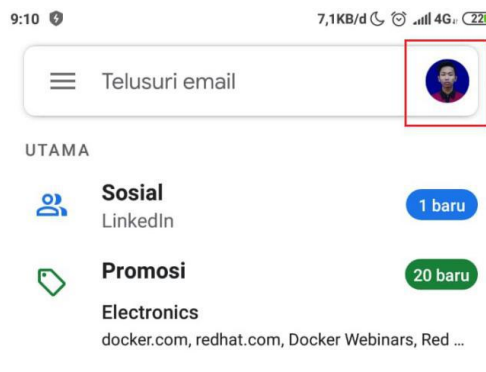 9:10 7,1KB/d 4G 22
Telusuri email
UTAMA
Sosial
LinkedIn
1 baru
Promosi
20 baru
Electronics
docker.com, redhat.com, Docker Webinars, Red ...